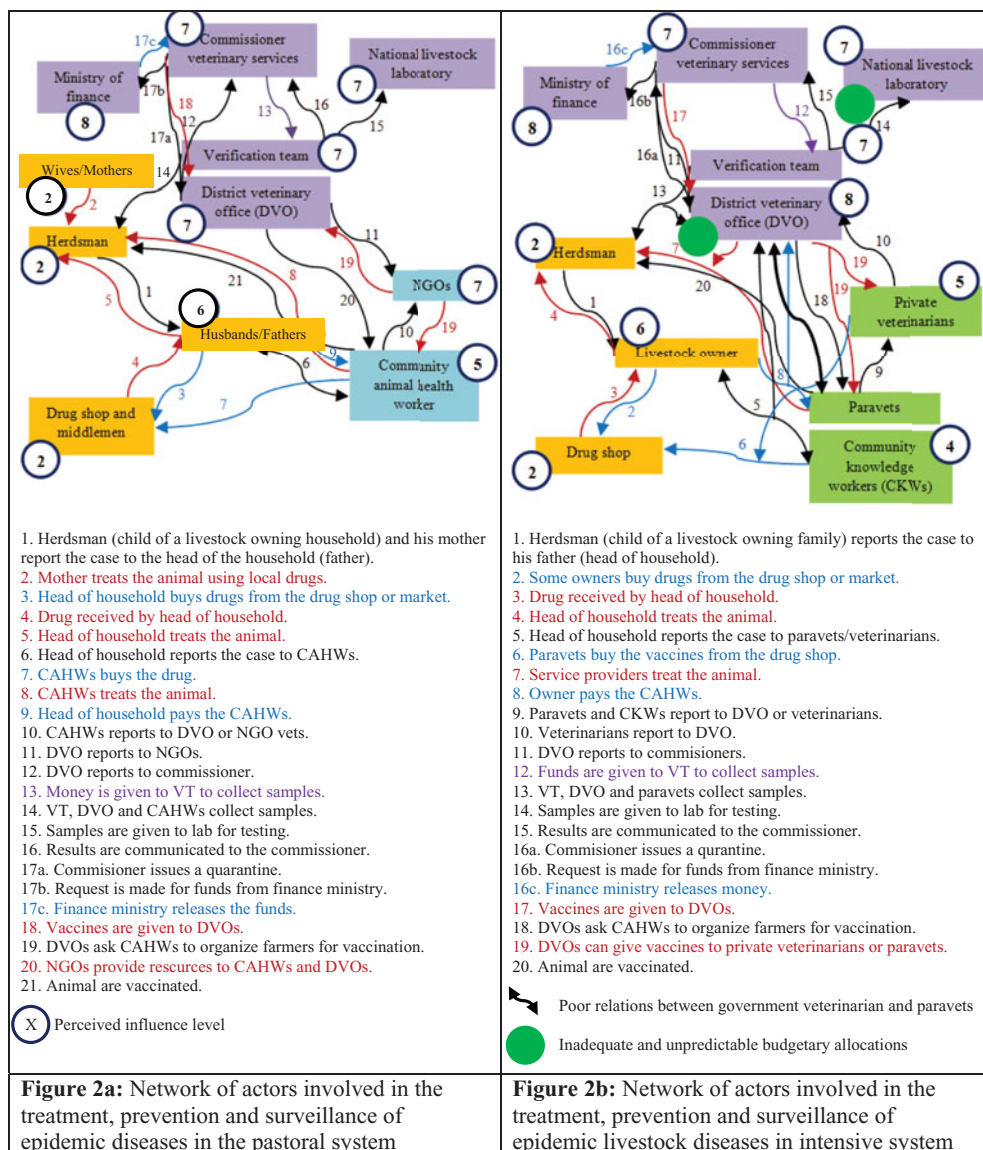 17c
7
Commissioner
veterinary services
7
National livestock
laboratory
Ministry of
finance
17b
8
18
12
13
16
15
17a
7
Verification team
14
Wives/Mothers
2
2
District veterinary
office (DVO)
7
11
Herdsman
2
19
8
21
20
NGOs
7
5
1
6
Husbands/Fathers
10
19
9
6
4
3
Community
animal health
worker
5
7
Drug shop and
middlemen
2
1. Herdsman (child of a livestock owning household) and his mother
report the case to the head of the household (father).
2. Mother treats the animal using local drugs.
3. Head of household buys drugs from the drug shop or market.
4. Drug received by head of household.
5. Head of household treats the animal.
6. Head of household reports the case to CAHWs.
7. CAHWs buys the drug.
8. CAHWs treats the animal.
9. Head of household pays the CAHWs.
10. CAHWs reports to DVO or NGO vets.
11. DVO reports to NGOs.
12. DVO reports to commissioner.
13. Money is given to VT to collect samples.
14. VT, DVO and CAHWs collect samples.
15. Samples are given to lab for testing.
16. Results are communicated to the commissioner.
17a. Commisioner issues a qurantine.
17b. Request is made for funds from finance ministry.
17c. Finance ministry releases the funds.
18. Vaccines are given to DVOs.
19. DVOs ask CAHWs to organize farmers for vaccination.
20. NGOs provide rescurces to CAHWs and DVOs.
21. Animal are vaccinated.
X Perceived influence level
Figure 2a: Network of actors involved in the
treatment, prevention and surveillance of
epidemic diseases in the pastoral system
16c
7
Commissioner
veterinary services
7
National livestock
laboratory
Ministry of
finance
16b
8
17
12
15
14
7
16a
11
Verification team
13
District veterinary
office (DVO)
8
Herdsman
2
7
19
10
20
18
19
5
Private
veterinarians
4
1
6
Livestock owner
8
9
3
2
5
Paravets
6
Drug shop
2
Community
knowledge
workers (CKWs)
4
1. Herdsman (child of a livestock owning family) reports the case to
his father (head of household).
2. Some owners buy drugs from the drug shop or market.
3. Drug received by head of household.
4. Head of household treats the animal.
5. Head of household reports the case to paravets/veterinarians.
6. Paravets buy the vaccines from the drug shop.
7. Service providers treat the animal.
8. Owner pays the CAHWs.
9. Paravets and CKWs report to DVO or veterinarians.
10. Veterinarians report to DVO.
11. DVO reports to commisioners.
12. Funds are given to VT to collect samples.
13. VT, DVO and paravets collect samples.
14. Samples are given to lab for testing.
15. Results are communicated to the commissioner.
16a. Commisioner issues a qurantine.
16b. Request is made for funds from finance ministry.
16c. Finance ministry releases money.
17. Vaccines are given to DVOs.
18. DVOs ask CAHWs to organize farmers for vaccination.
19. DVOs can give vaccines to private veterinarians or paravets.
20. Animal are vaccinated.
Poor relations between government veterinarian and paravets
Inadequate and unpredictable budgetary allocations
Figure 2b: Network of actors involved in the
treatment, prevention and surveillance of
epidemic livestock diseases in intensive system